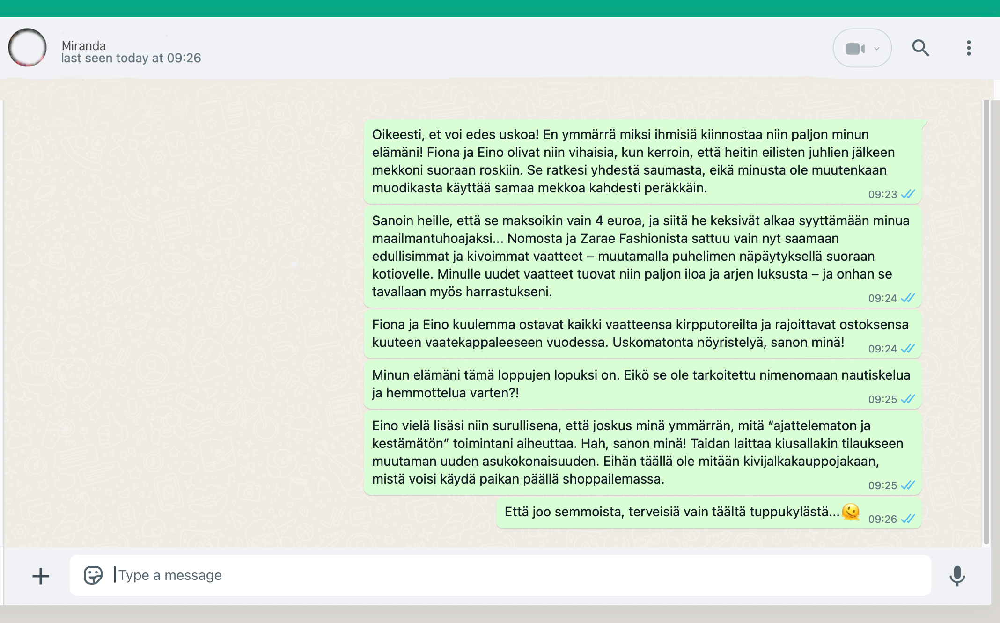 Miranda
last seen today at 09:26
Oikeesti, et voi edes uskoa! En ymmärrä miksi ihmisiä kiinnostaa niin paljon minun
elämäni! Fiona ja Eino olivat niin vihaisia, kun kerroin, että heitin eilisten juhlien jälkeen
mekkoni suoraan roskiin. Se ratkesi yhdestä saumasta, eikä minusta ole muutenkaan
muodikasta käyttää samaa mekkoa kahdesti peräkkäin.
09:23
Sanoin heille, että se maksoikin vain 4 euroa, ja siitä he keksivät alkaa syyttämään minua
maailmantuhoajaksi... Nomosta ja Zarae Fashionista sattuu vain nyt saamaan
edullisimmat ja kivoimmat vaatteet – muutamalla puhelimen näpäytyksellä suoraan
kotiovelle. Minulle uudet vaatteet tuovat niin paljon iloa ja arjen luksusta – ja onhan se
tavallaan myös harrastukseni.
09:24
Fiona ja Eino kuulemma ostavat kaikki vaatteensa kirpputoreilta ja rajoittavat ostoksensa
kuuteen vaatekappaleeseen vuodessa. Uskomatonta nöyristelyä, sanon minä!
09:24
Minun elämäni tämä loppujen lopuksi on. Eikö se ole tarkoitettu nimenomaan nautiskelua
ja hemmottelua varten?!
09:25
Eino vielä lisäsi niin surullisena, että joskus minä ymmärrän, mitä “ajattelematon ja
kestämätön” toimintani aiheuttaa. Hah, sanon minä! Taidan laittaa kiusallakin tilaukseen
muutaman uuden asukokonaisuuden. Eihän täällä ole mitään kivijalkakauppojakaan,
mistä voisi käydä paikan päällä shoppailemassa.
09:25
Että joo semmoista, terveisiä vain täältä tuppukylästä...🫠
09:26
Type a message